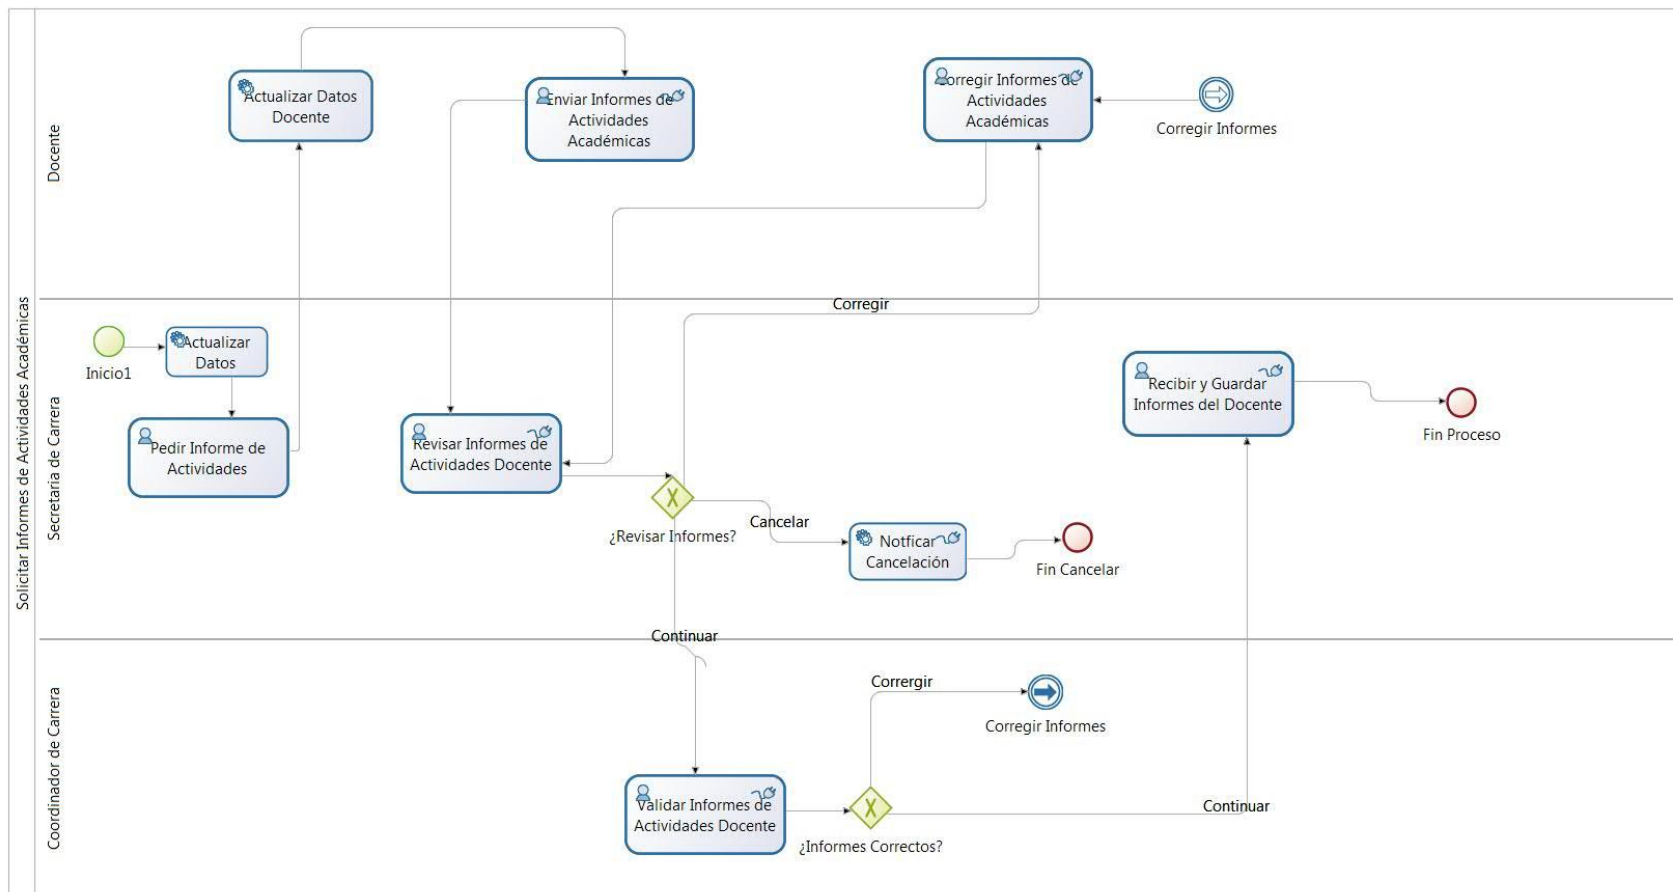 Solicitar Informes de Actividades Académicas
Docente
Actualizar Datos
Docente
Enviar Informes de
Actividades
Académicas
Corregir Informes de
Actividades
Académicas
Corregir Informes
Secretaria de Carrera
Corregir
Inicio1
Actualizar
Datos
Pedir Informe de
Actividades
Revisar Informes de
Actividades Docente
¿Revisar Informes?
Cancelar
Notficar
Cancelación
Fin Cancelar
Recibir y Guardar
Informes del Docente
Fin Proceso
Continuar
Coordinador de Carrera
Corrergir
Corregir Informes
Validar Informes de
Actividades Docente
¿Informes Correctos?
Continuar